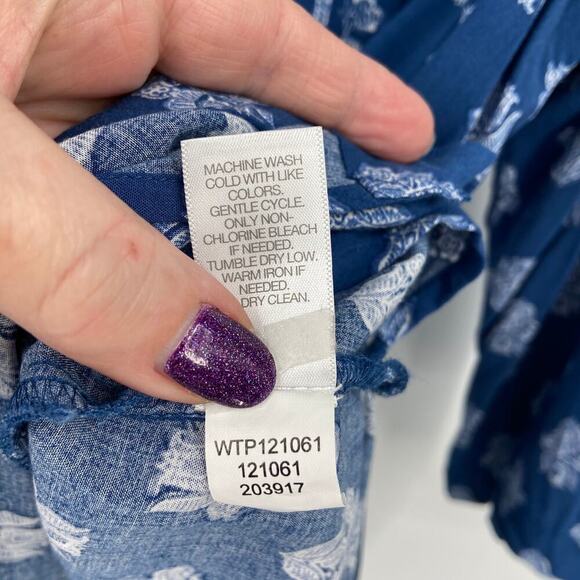 MACHINE WASH
COLD WITH LIKE
COLORS.
GENTLE CYCLE.
ONLY NON-
CHLORINE BLEACH
IF NEEDED.
TUMBLE DRY LOW.
WARM IRON IF
NEEDED.
DRY CLEAN.
WTP121061
121061
203917